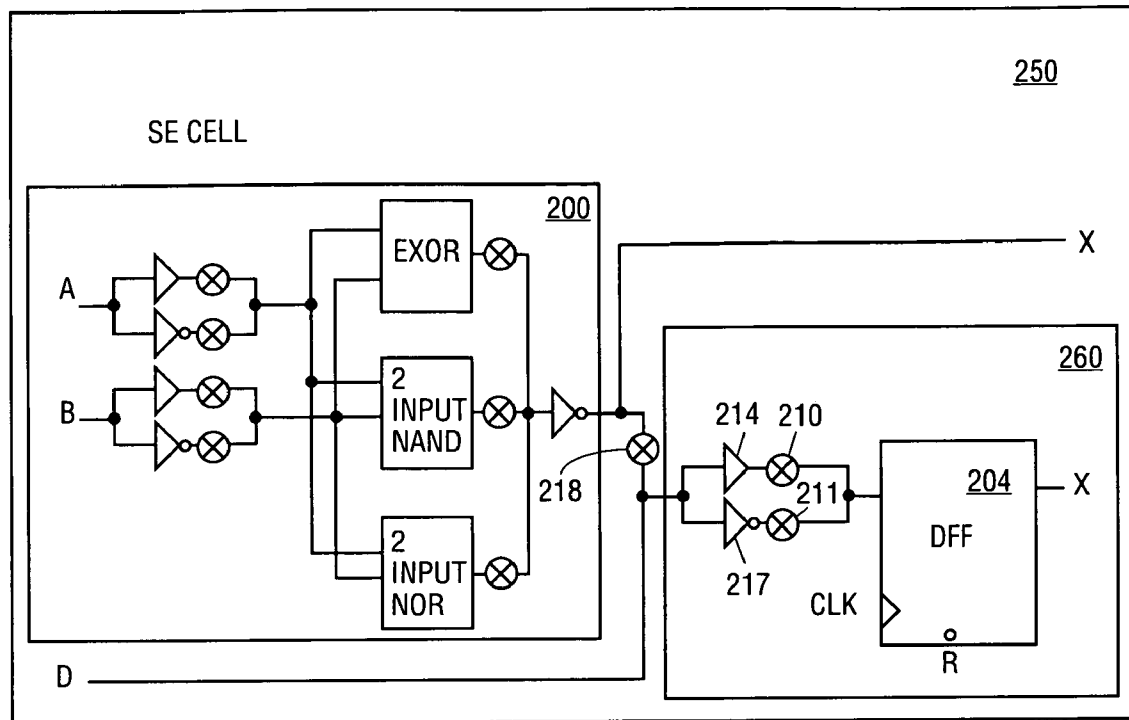 250
SE CELL
200
EXOR
A
X
B
2
INPUT
NAND
260
214
210
218
204
X
211
DFF
217
2
INPUT
NOR
CLK
R
D